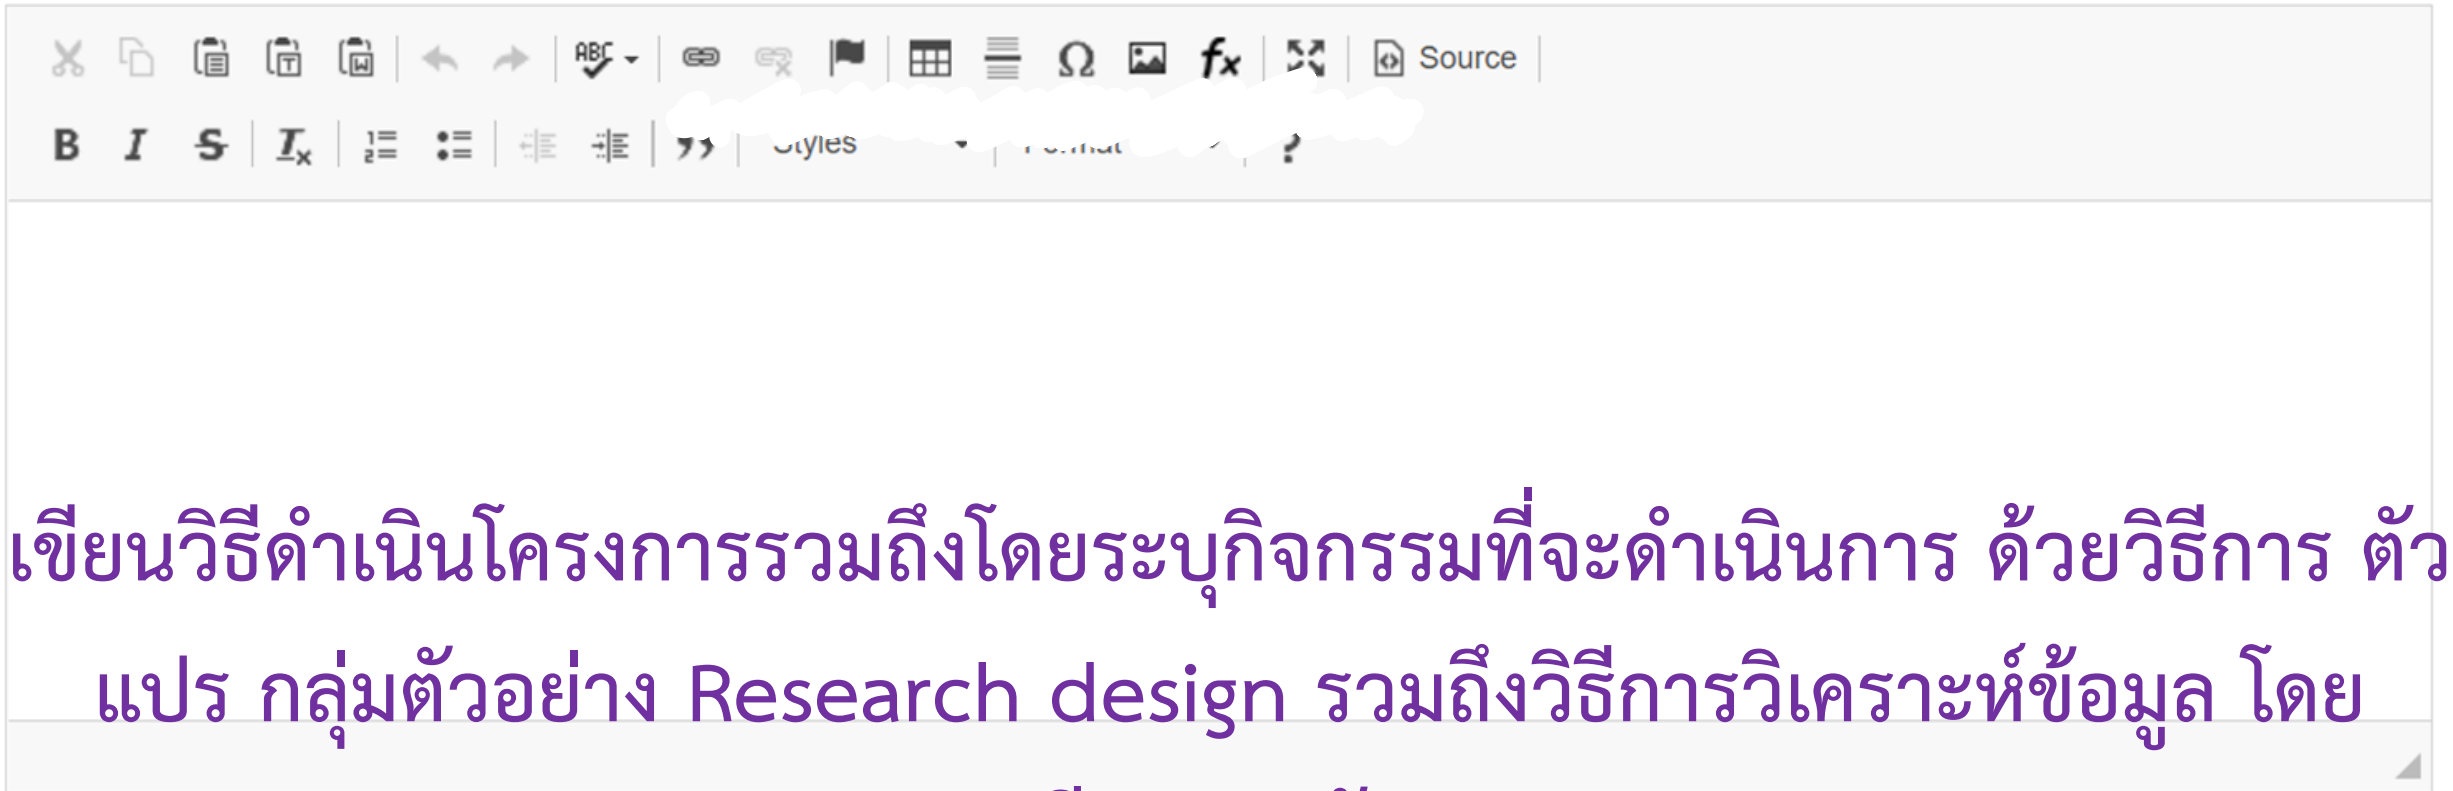 ABC Source
B I S Tx Styles Format ?
เขียนวิธีดำเนินโครงการรวมถึงโดยระบุกิจกรรมที่จะดำเนินการ ด้วยวิธีการ ตัว
แปร กลุ่มตัวอย่าง Research design รวมถึงวิธีการวิเคราะห์ข้อมูล โดย